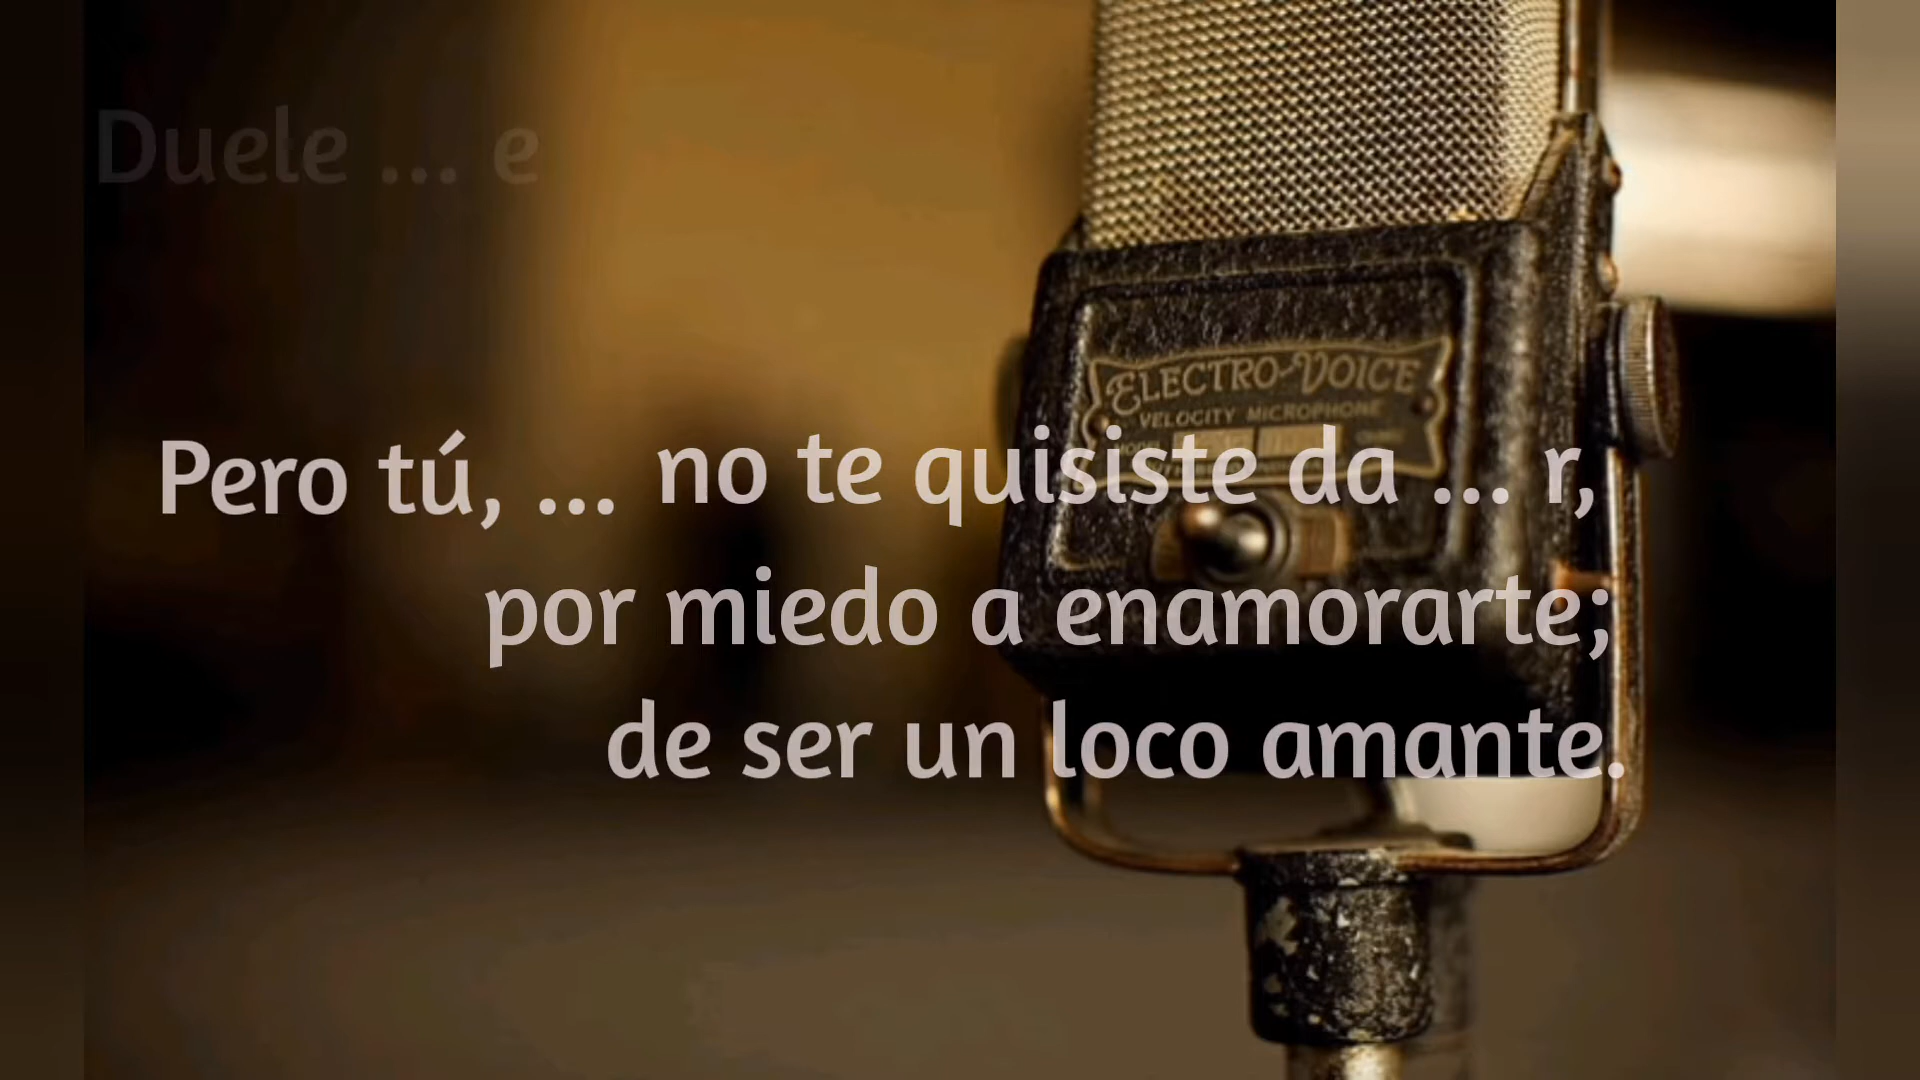 Duele ... e
ELECTRO-VOICE
VELOCITY MICROPHONE
Pero tú, ... no te quisiste da ... r,
por miedo a enamorarte;
de ser un loco amante.